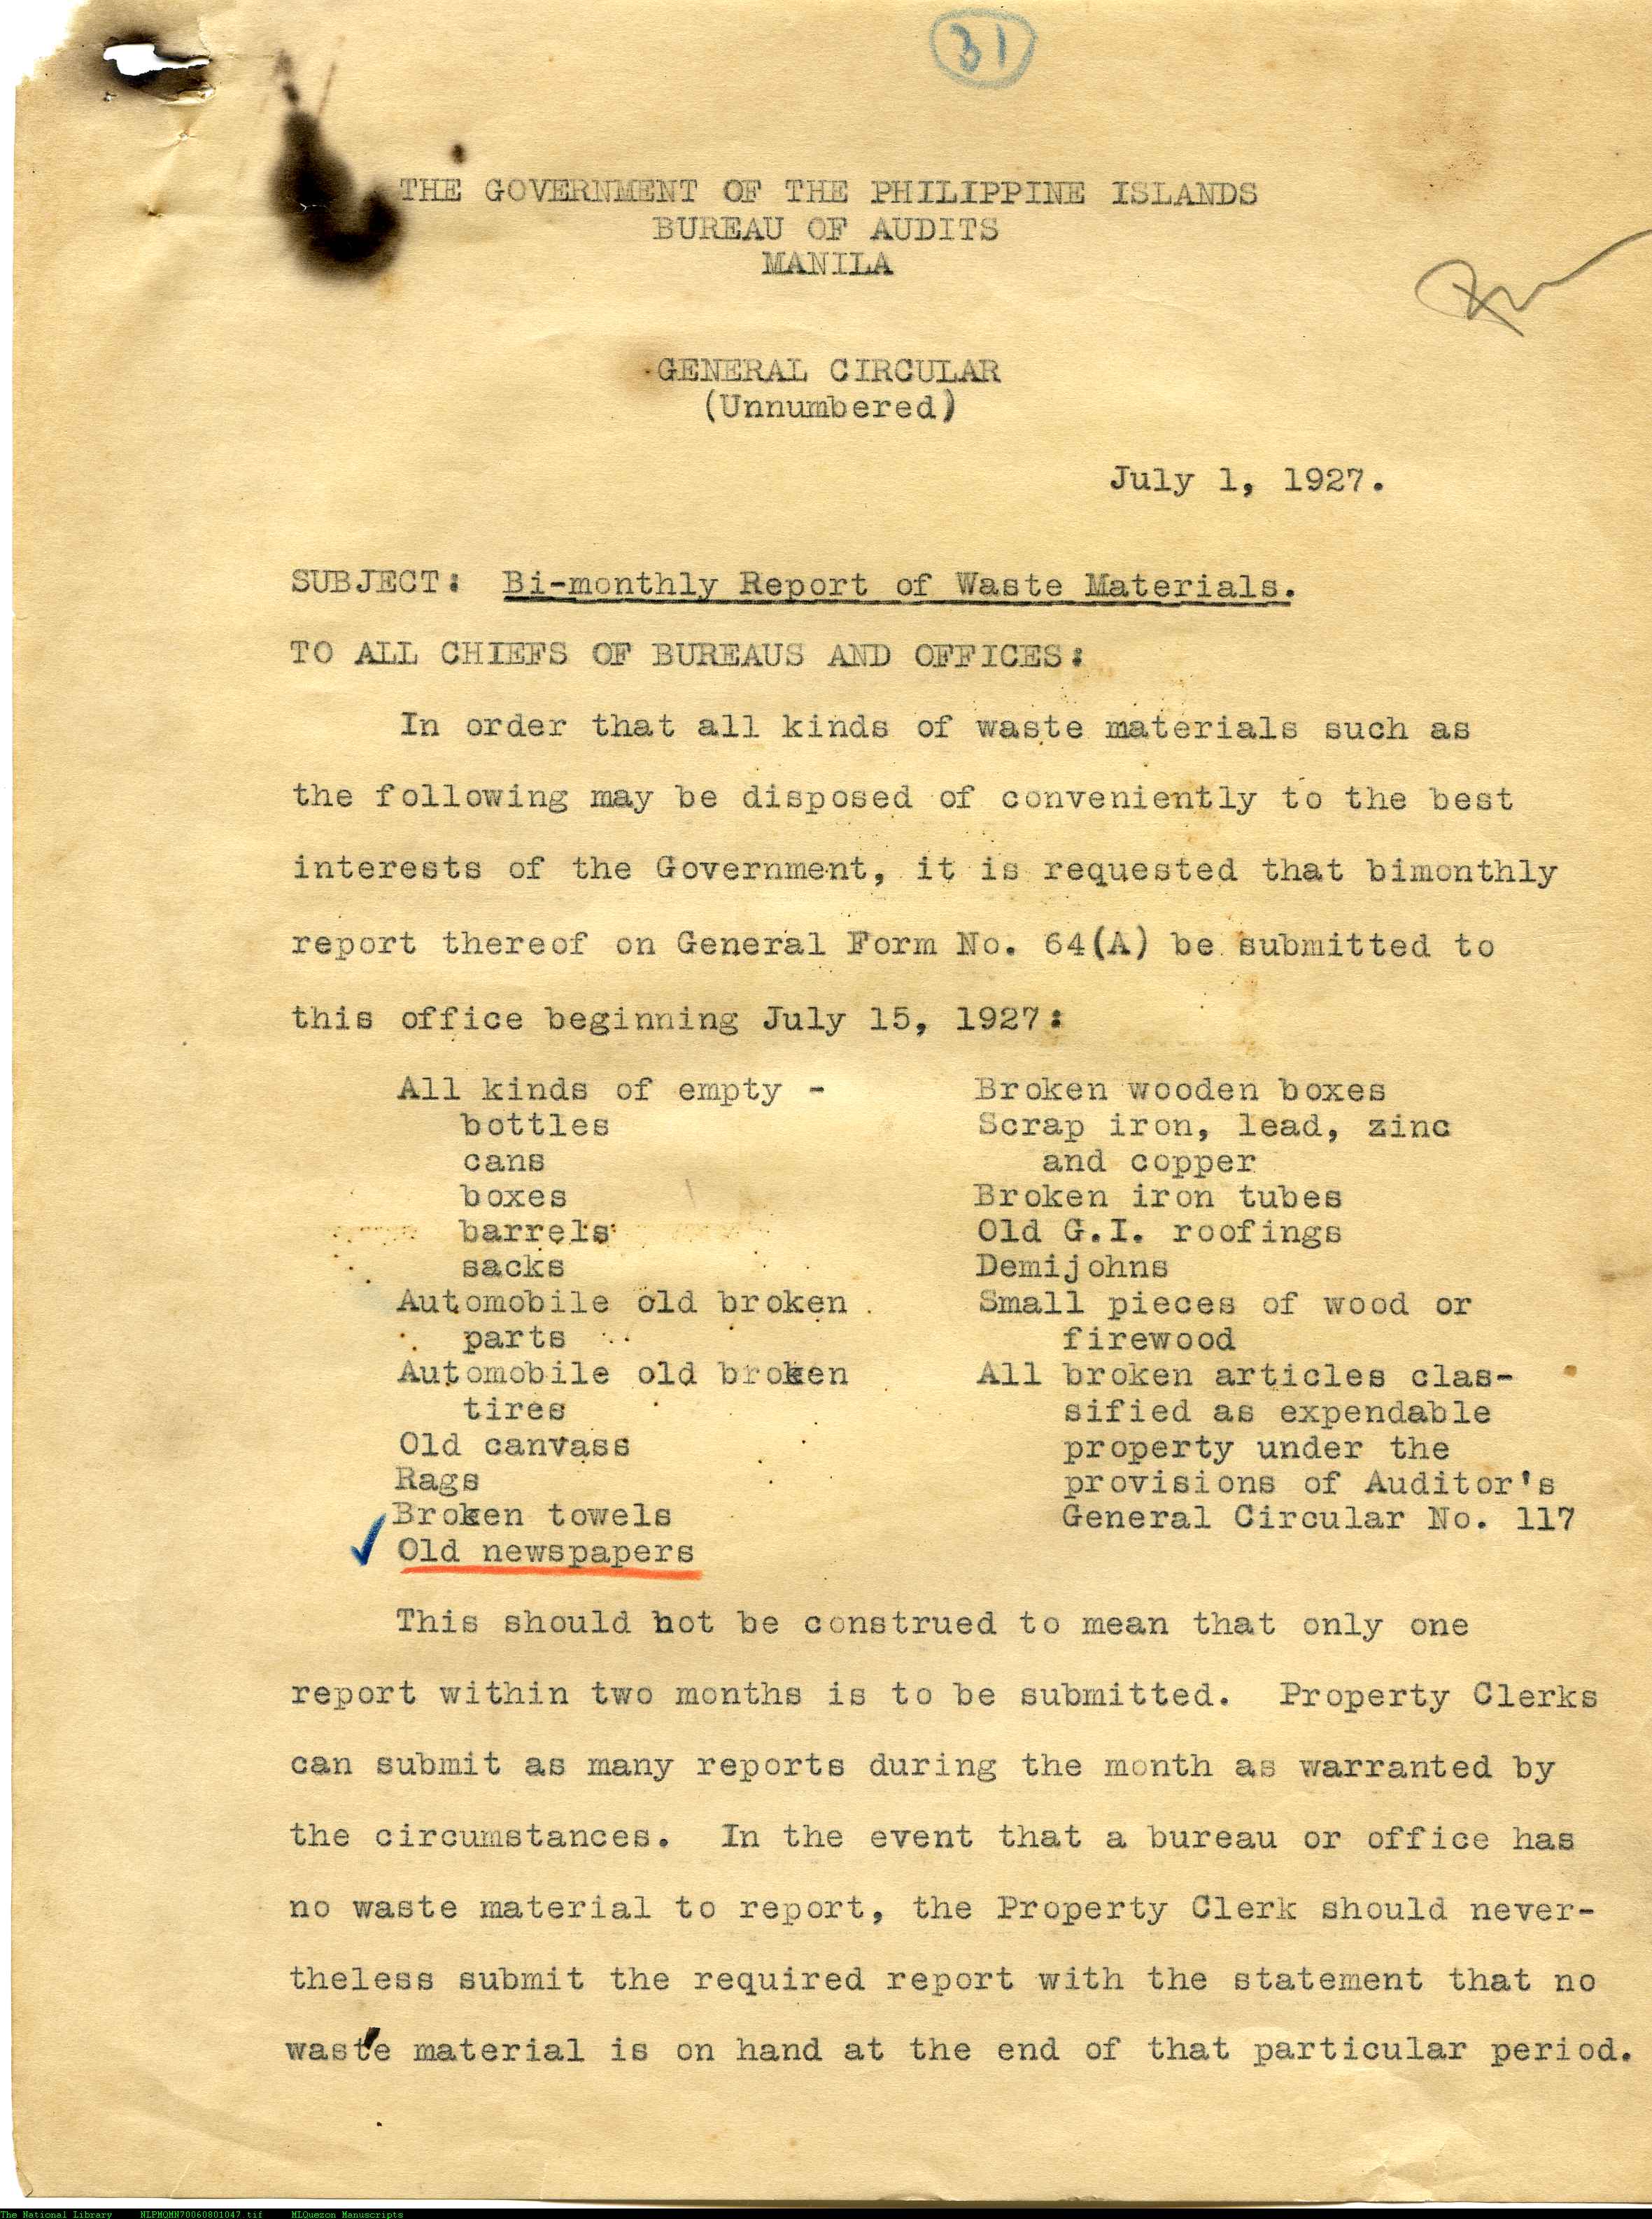 31
THE GOVERNMENT OF THE PHILIPPINE ISLANDS
BUREAU OF AUDITS
MANILA
GENERAL CIRCULAR
(Unnumbered)
July 1, 1927.
SUBJECT: Bi-monthly Report of Waste Materials.
TO ALL CHIEFS OF BUREAUS AND OFFICES:
In order that all kinds of waste materials such as
the following may be disposed of conveniently to the best
interests of the Government, it is requested that bimonthly
report thereof on General Form No. 64(A) be submitted to
this office beginning July 15, 1927:
All kinds of empty -
bottles
cans
boxes
barrels
sacks
Automobile old broken
parts
Automobile old broken
tires
Old canvass
Rags
Broken towels
Old newspapers
Broken wooden boxes
Scrap iron, lead, zinc
and copper
Broken iron tubes
Old G.I. roofings
Demijohns
Small pieces of wood or
firewood
All broken articles clas-
sified as expendable
property under the
provisions of Auditor's
General Circular No. 117
This should not be construed to mean that only one
report within two months is to be submitted. Property Clerks
can submit as many reports during the month as warranted by
the circumstances. In the event that a bureau or office has
no waste material to report, the Property Clerk should never-
theless submit the required report with the statement that no
waste material is on hand at the end of that particular period.
The National Library NLPMQMN70060801047.tif MLQuezon Manuscripts